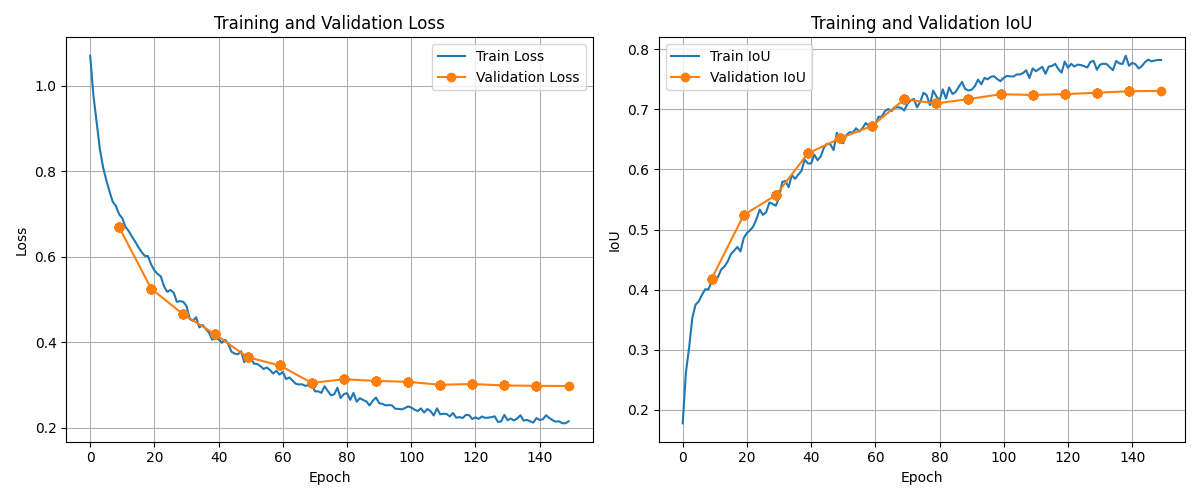 Training and Validation Loss
Train Loss
Validation Loss
Loss
1.0
0.8
0.6
0.4
0.2
0 20 40 60 80 100 120 140
Epoch
Training and Validation IoU
Train IoU
Validation IoU
IoU
0.8
0.7
0.6
0.5
0.4
0.3
0.2
0 20 40 60 80 100 120 140
Epoch